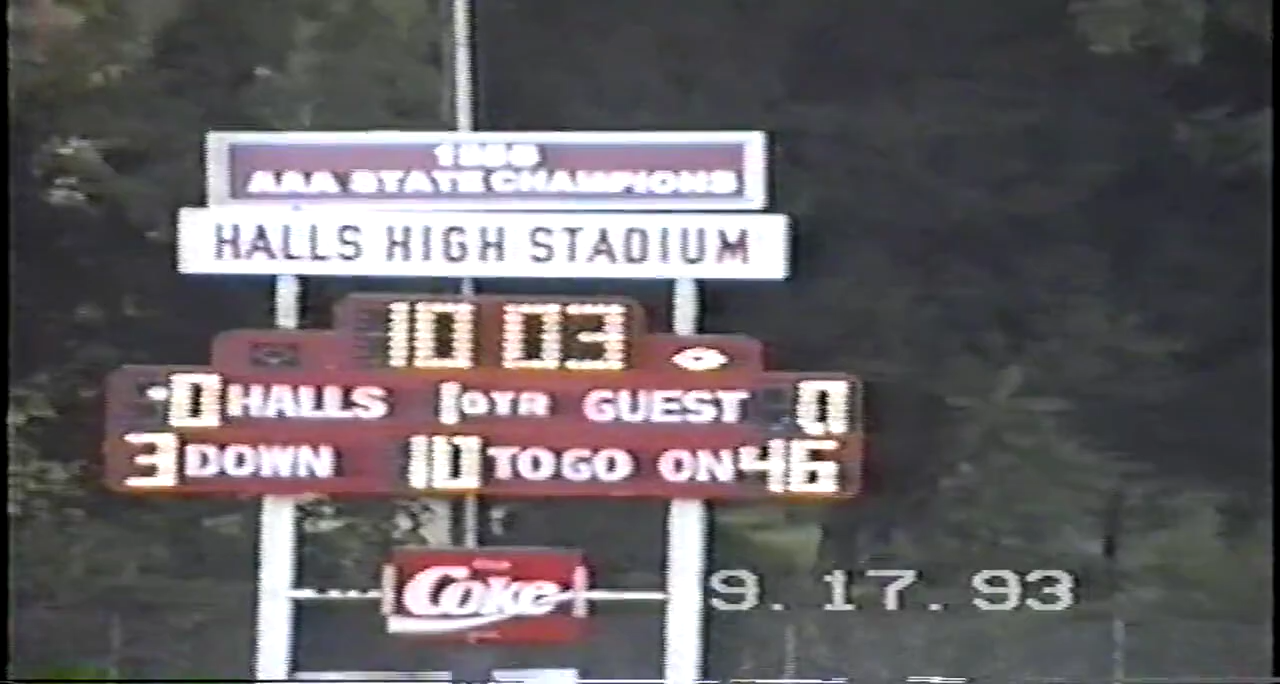 AAA STATE CHAMPIONS
HALLS HIGH STADIUM
10 03
0 HALLS 1 QTR GUEST 0
3 DOWN 10 TO GO ON 46
Coke
9. 17. 93